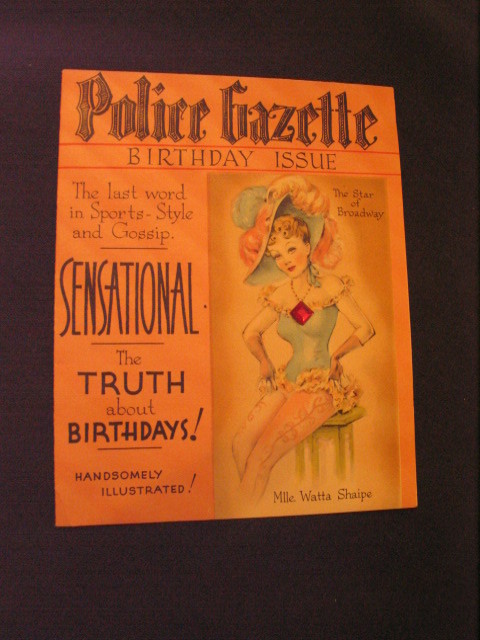 Police Gazette
BIRTHDAY ISSUE
The last word
in Sports-Style
and Gossip.
SENSATIONAL.
The
TRUTH
about
BIRTHDAYS!
HANDSOMELY
ILLUSTRATED!
The Star
of
Broadway
Mlle. Watta Shaipe